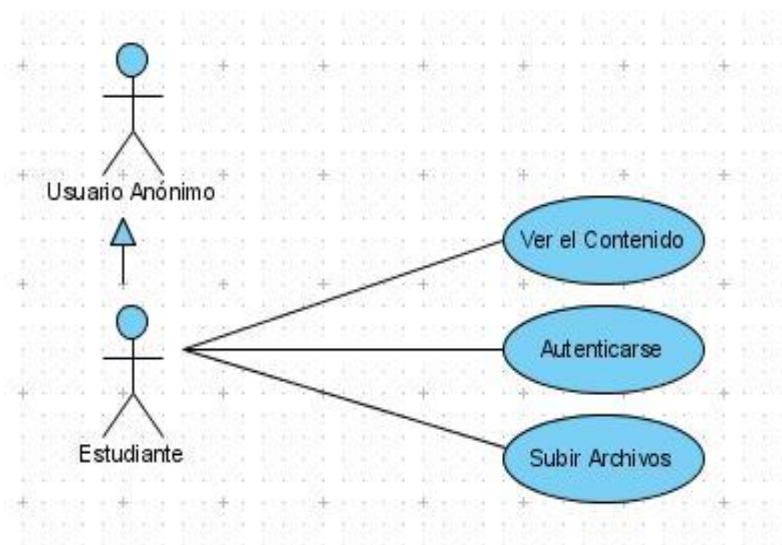 Usuario Anónimo
Ver el Contenido
Autenticarse
Estudiante
Subir Archivos